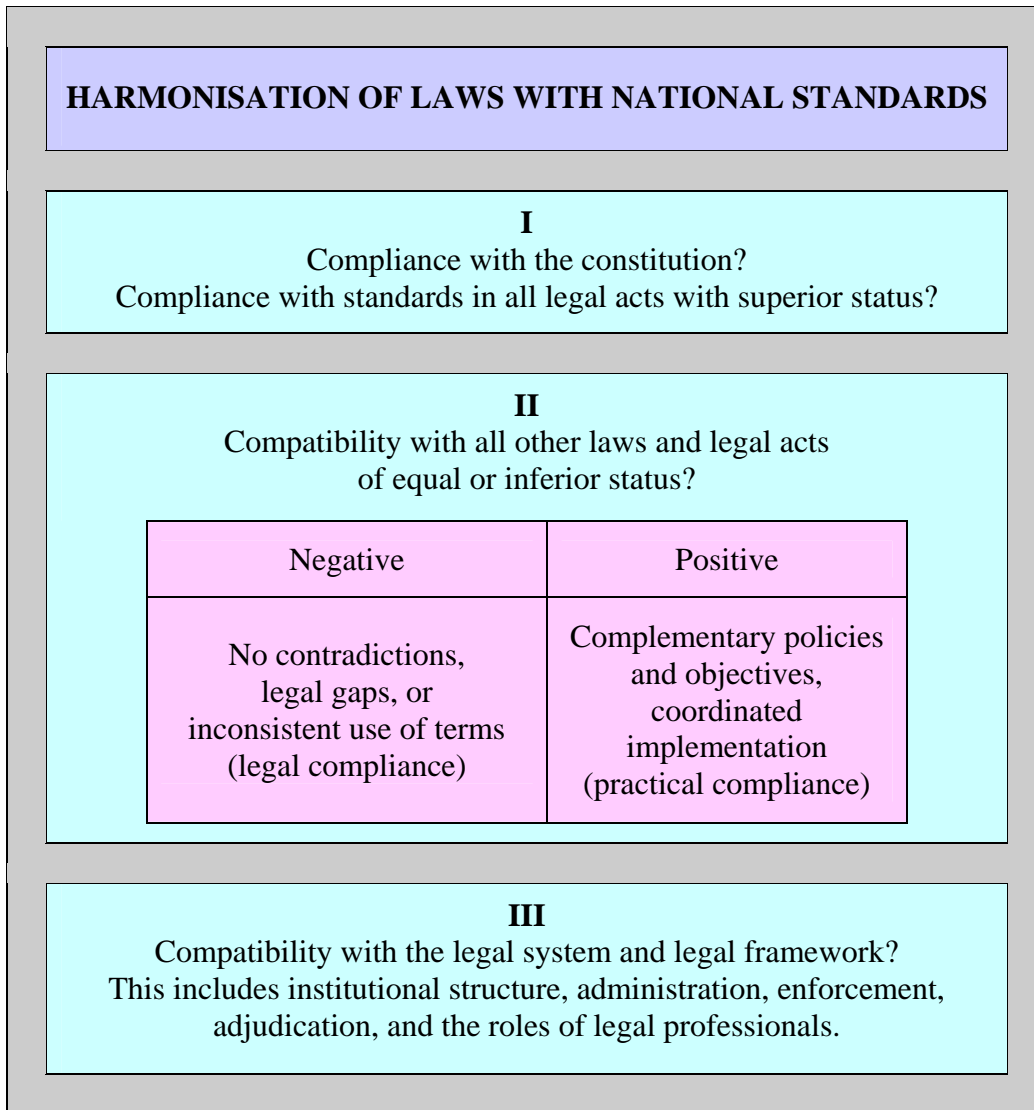 HARMONISATION OF LAWS WITH NATIONAL STANDARDS
I
Compliance with the constitution?
Compliance with standards in all legal acts with superior status?
II
Compatibility with all other laws and legal acts
of equal or inferior status?
Negative
Positive
No contradictions,
legal gaps, or
inconsistent use of terms
(legal compliance)
Complementary policies
and objectives,
coordinated
implementation
(practical compliance)
III
Compatibility with the legal system and legal framework?
This includes institutional structure, administration, enforcement,
adjudication, and the roles of legal professionals.